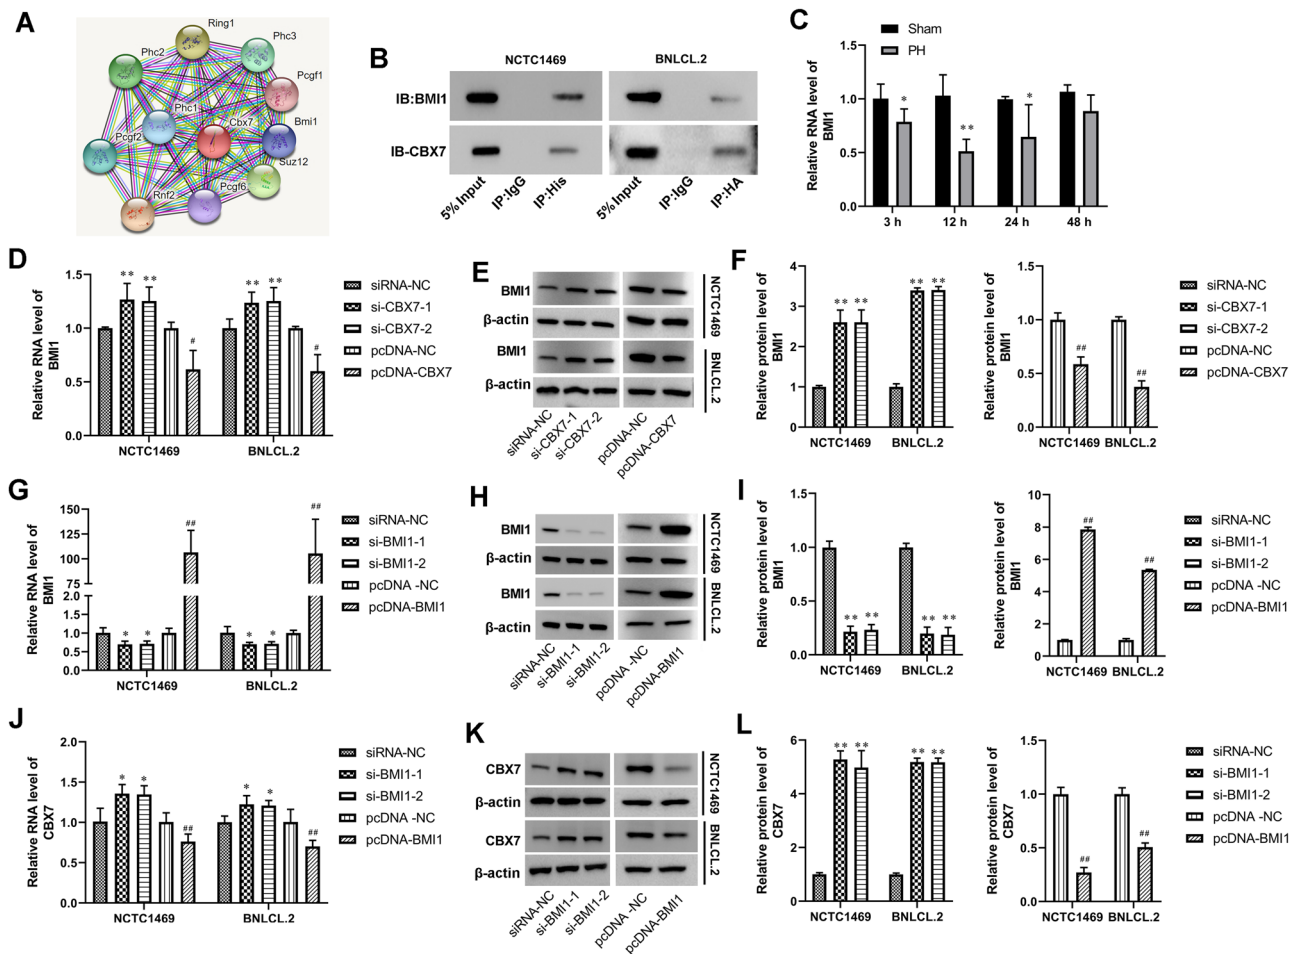 A
Ring1
Phc2
Phc3
Pcgf1
Phc1
Cbx7
Bmi1
Pcgf2
Suz12
Rnf2
Pcgf6
B
NCTC1469
BNLCL.2
IB:BMI1
IB-CBX7
5% Input
IP:IgG
IP:His
5% Input
IP:IgG
IP:HA
C
Sham
PH
Relative RNA level of
BMI1
1.5
1.0
0.5
0.0
*
**
*
3 h
12 h
24 h
48 h
D
Relative RNA level of
BMI1
1.5
1.0
0.5
0.0
**
**
#
**
**
#
NCTC1469
BNLCL.2
siRNA-NC
si-CBX7-1
si-CBX7-2
pcDNA-NC
pcDNA-CBX7
E
BMI1
β-actin
BMI1
β-actin
NCTC1469
BNLCL.2
siRNA-NC
si-CBX7-1
si-CBX7-2
pcDNA-NC
pcDNA-CBX7
F
Relative protein level of
BMI1
4
3
2
1
0
**
**
**
**
NCTC1469
BNLCL.2
Relative protein level of
BMI1
1.5
1.0
0.5
0.0
##
##
NCTC1469
BNLCL.2
siRNA-NC
si-CBX7-1
si-CBX7-2
pcDNA-NC
pcDNA-CBX7
G
Relative RNA level of
BMI1
150
125
100
75
2.0
1.5
1.0
0.5
0.0
*
*
##
*
*
##
NCTC1469
BNLCL.2
siRNA-NC
si-BMI1-1
si-BMI1-2
pcDNA -NC
pcDNA-BMI1
H
BMI1
β-actin
BMI1
β-actin
NCTC1469
BNLCL.2
siRNA-NC
si-BMI1-1
si-BMI1-2
pcDNA -NC
pcDNA-BMI1
I
Relative protein level of
BMI1
1.5
1.0
0.5
0.0
**
**
**
**
NCTC1469
BNLCL.2
Relative protein level of
BMI1
10
8
6
4
2
0
##
##
NCTC1469
BNLCL.2
siRNA-NC
si-BMI1-1
si-BMI1-2
pcDNA -NC
pcDNA-BMI1
J
Relative RNA level of
CBX7
2.0
1.5
1.0
0.5
0.0
*
*
##
*
*
##
NCTC1469
BNLCL.2
siRNA-NC
si-BMI1-1
si-BMI1-2
pcDNA -NC
pcDNA-BMI1
K
CBX7
β-actin
CBX7
β-actin
NCTC1469
BNLCL.2
siRNA-NC
si-BMI1-1
si-BMI1-2
pcDNA -NC
pcDNA-BMI1
L
Relative protein level of
CBX7
6
4
2
0
**
**
**
**
NCTC1469
BNLCL.2
Relative protein level of
CBX7
1.5
1.0
0.5
0.0
##
##
NCTC1469
BNLCL.2
siRNA-NC
si-BMI1-1
si-BMI1-2
pcDNA -NC
pcDNA-BMI1